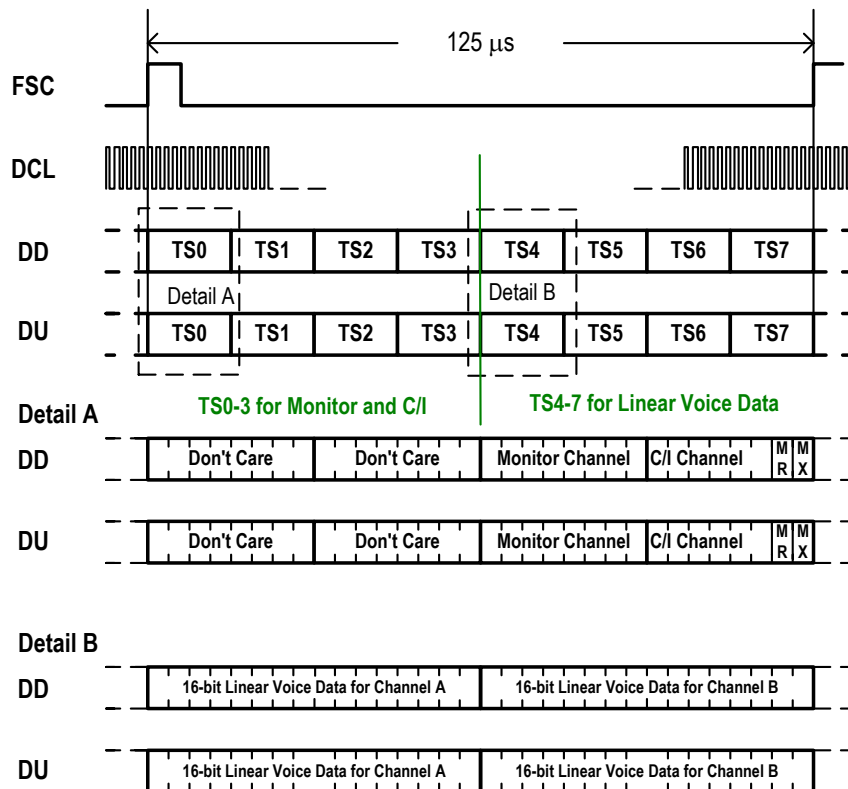 125 μs
FSC
DCL
DD TS0 TS1 TS2 TS3 TS4 TS5 TS6 TS7
Detail A Detail B
DU TS0 TS1 TS2 TS3 TS4 TS5 TS6 TS7
TS0-3 for Monitor and C/I TS4-7 for Linear Voice Data
Detail A
DD Don't Care Don't Care Monitor Channel C/I Channel MR MX
DU Don't Care Don't Care Monitor Channel C/I Channel MR MX
Detail B
DD 16-bit Linear Voice Data for Channel A 16-bit Linear Voice Data for Channel B
DU 16-bit Linear Voice Data for Channel A 16-bit Linear Voice Data for Channel B